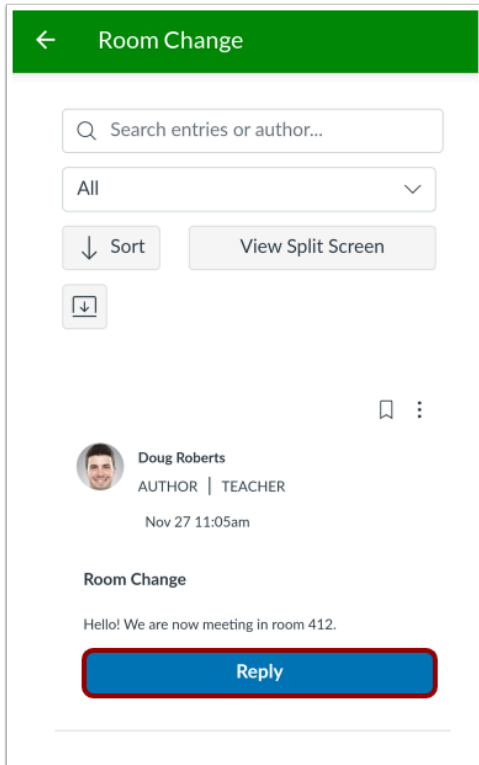 Room Change
Search entries or author...
All
Sort
View Split Screen
Doug Roberts
AUTHOR | TEACHER
Nov 27 11:05am
Room Change
Hello! We are now meeting in room 412.
Reply